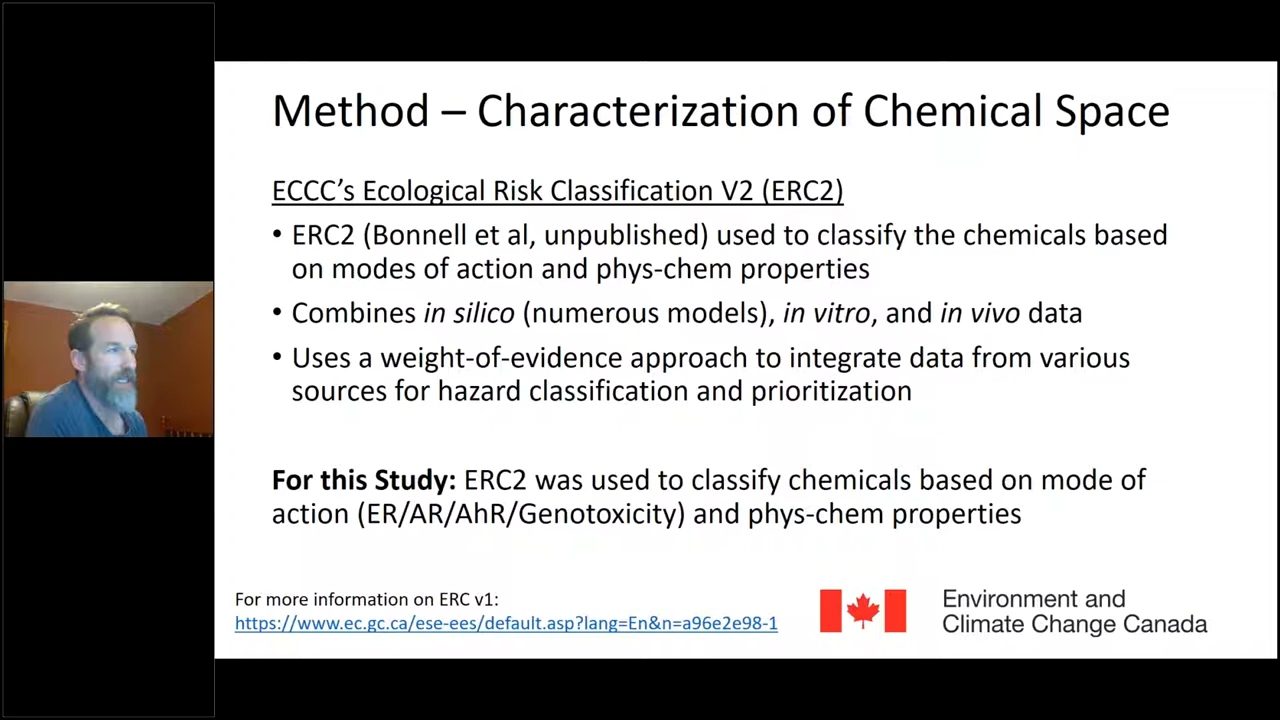 Method – Characterization of Chemical Space
ECCC's Ecological Risk Classification V2 (ERC2)
• ERC2 (Bonnell et al, unpublished) used to classify the chemicals based
on modes of action and phys-chem properties
• Combines in silico (numerous models), in vitro, and in vivo data
• Uses a weight-of-evidence approach to integrate data from various
sources for hazard classification and prioritization
For this Study: ERC2 was used to classify chemicals based on mode of
action (ER/AR/AhR/Genotoxicity) and phys-chem properties
For more information on ERC v1:
https://www.ec.gc.ca/ese-ees/default.asp?lang=En&n=a96e2e98-1
Environment and
Climate Change Canada